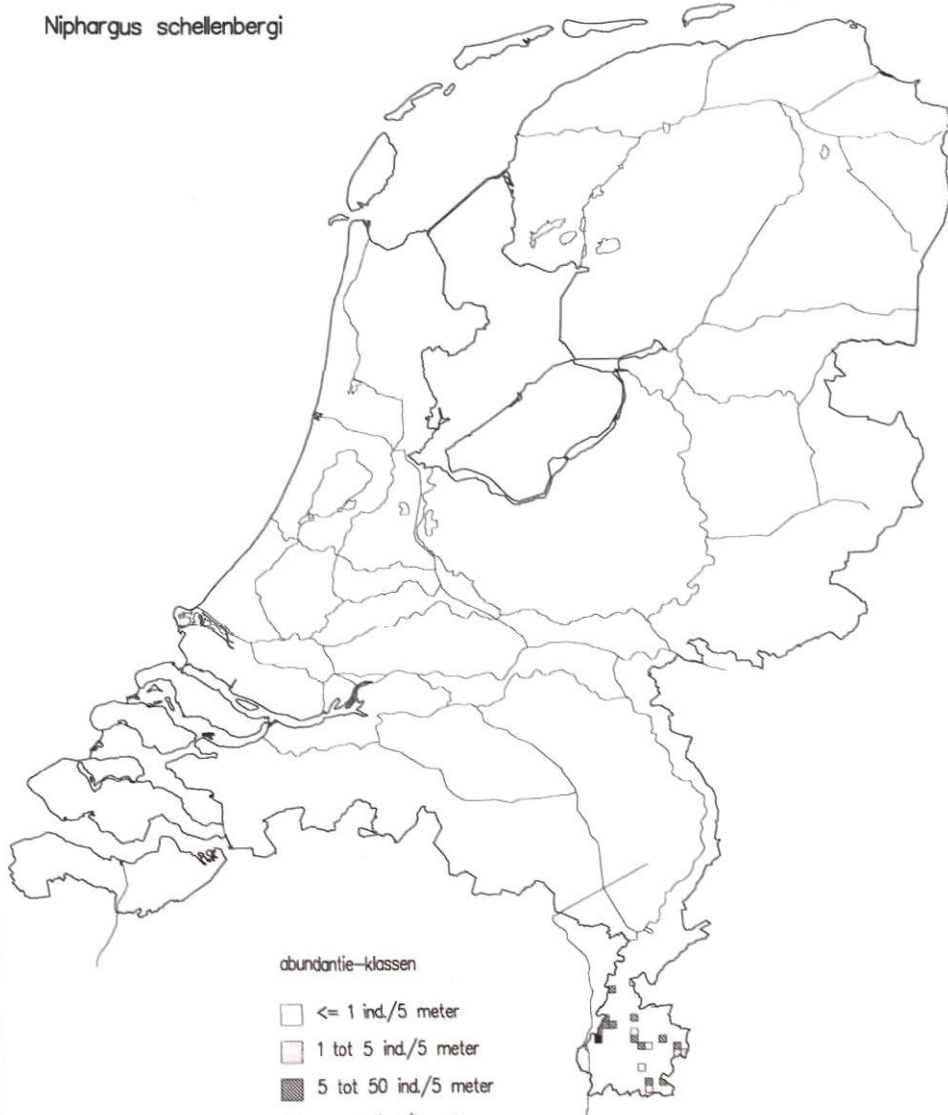 Niphargus schellenbergi
abundantie-klassen
<= 1 ind./5 meter
1 tot 5 ind./5 meter
5 tot 50 ind./5 meter